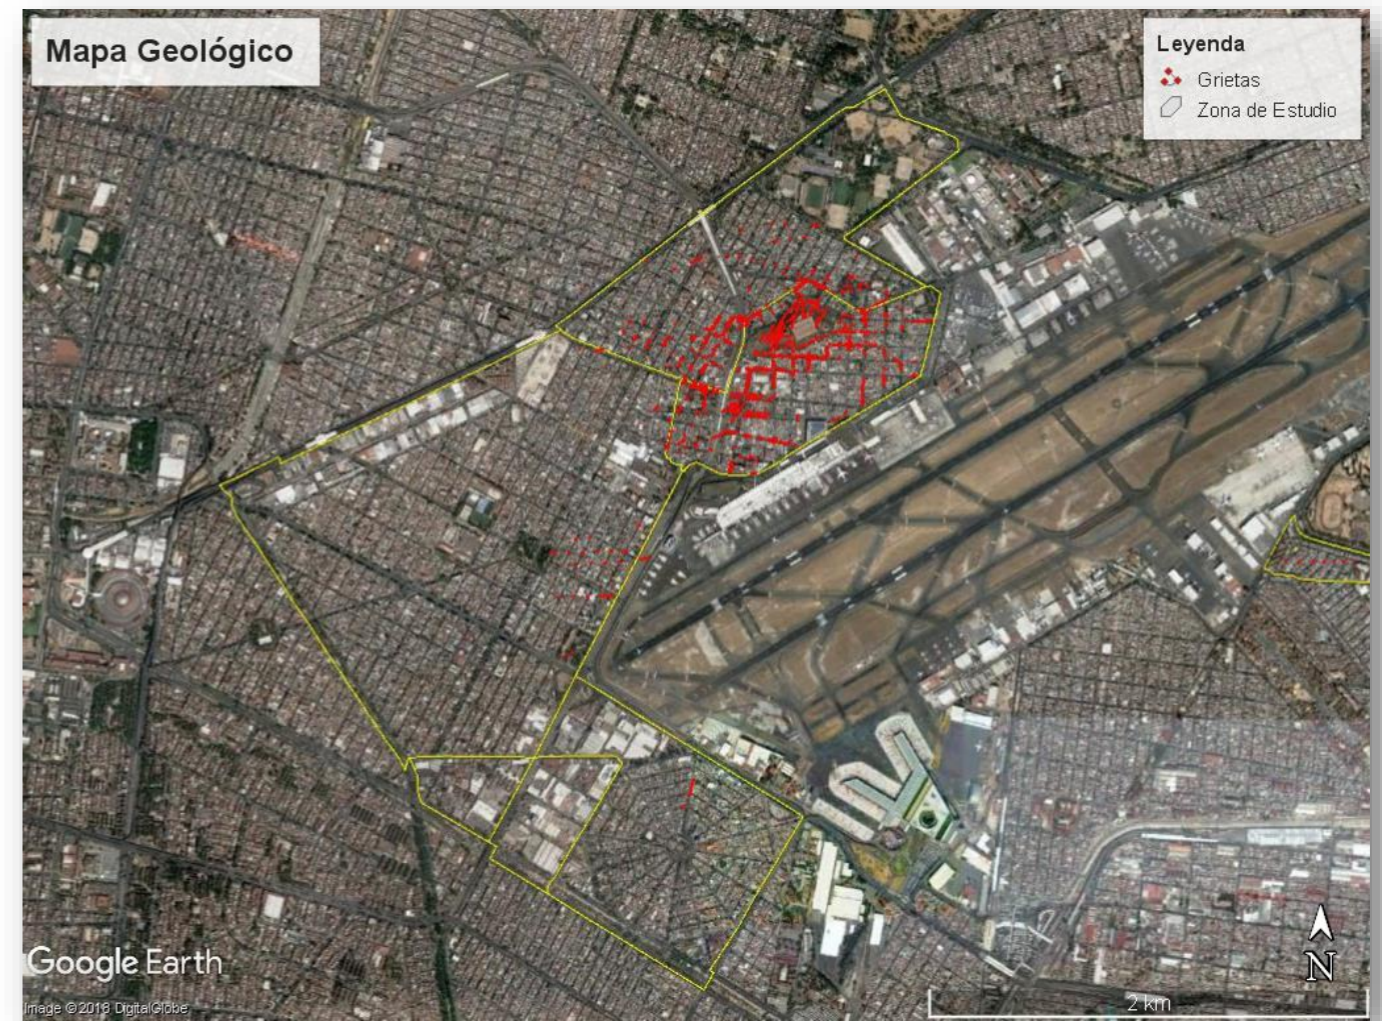 Mapa Geológico
Leyenda
Grietas
Zona de Estudio
Google Earth
Image © 2018 DigitalGlobe
N
2 km